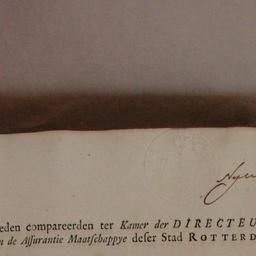 eden compareerden ter Kamer der DIRECTEU
n de Assurantie Maatschappye deser Stad ROTTERD